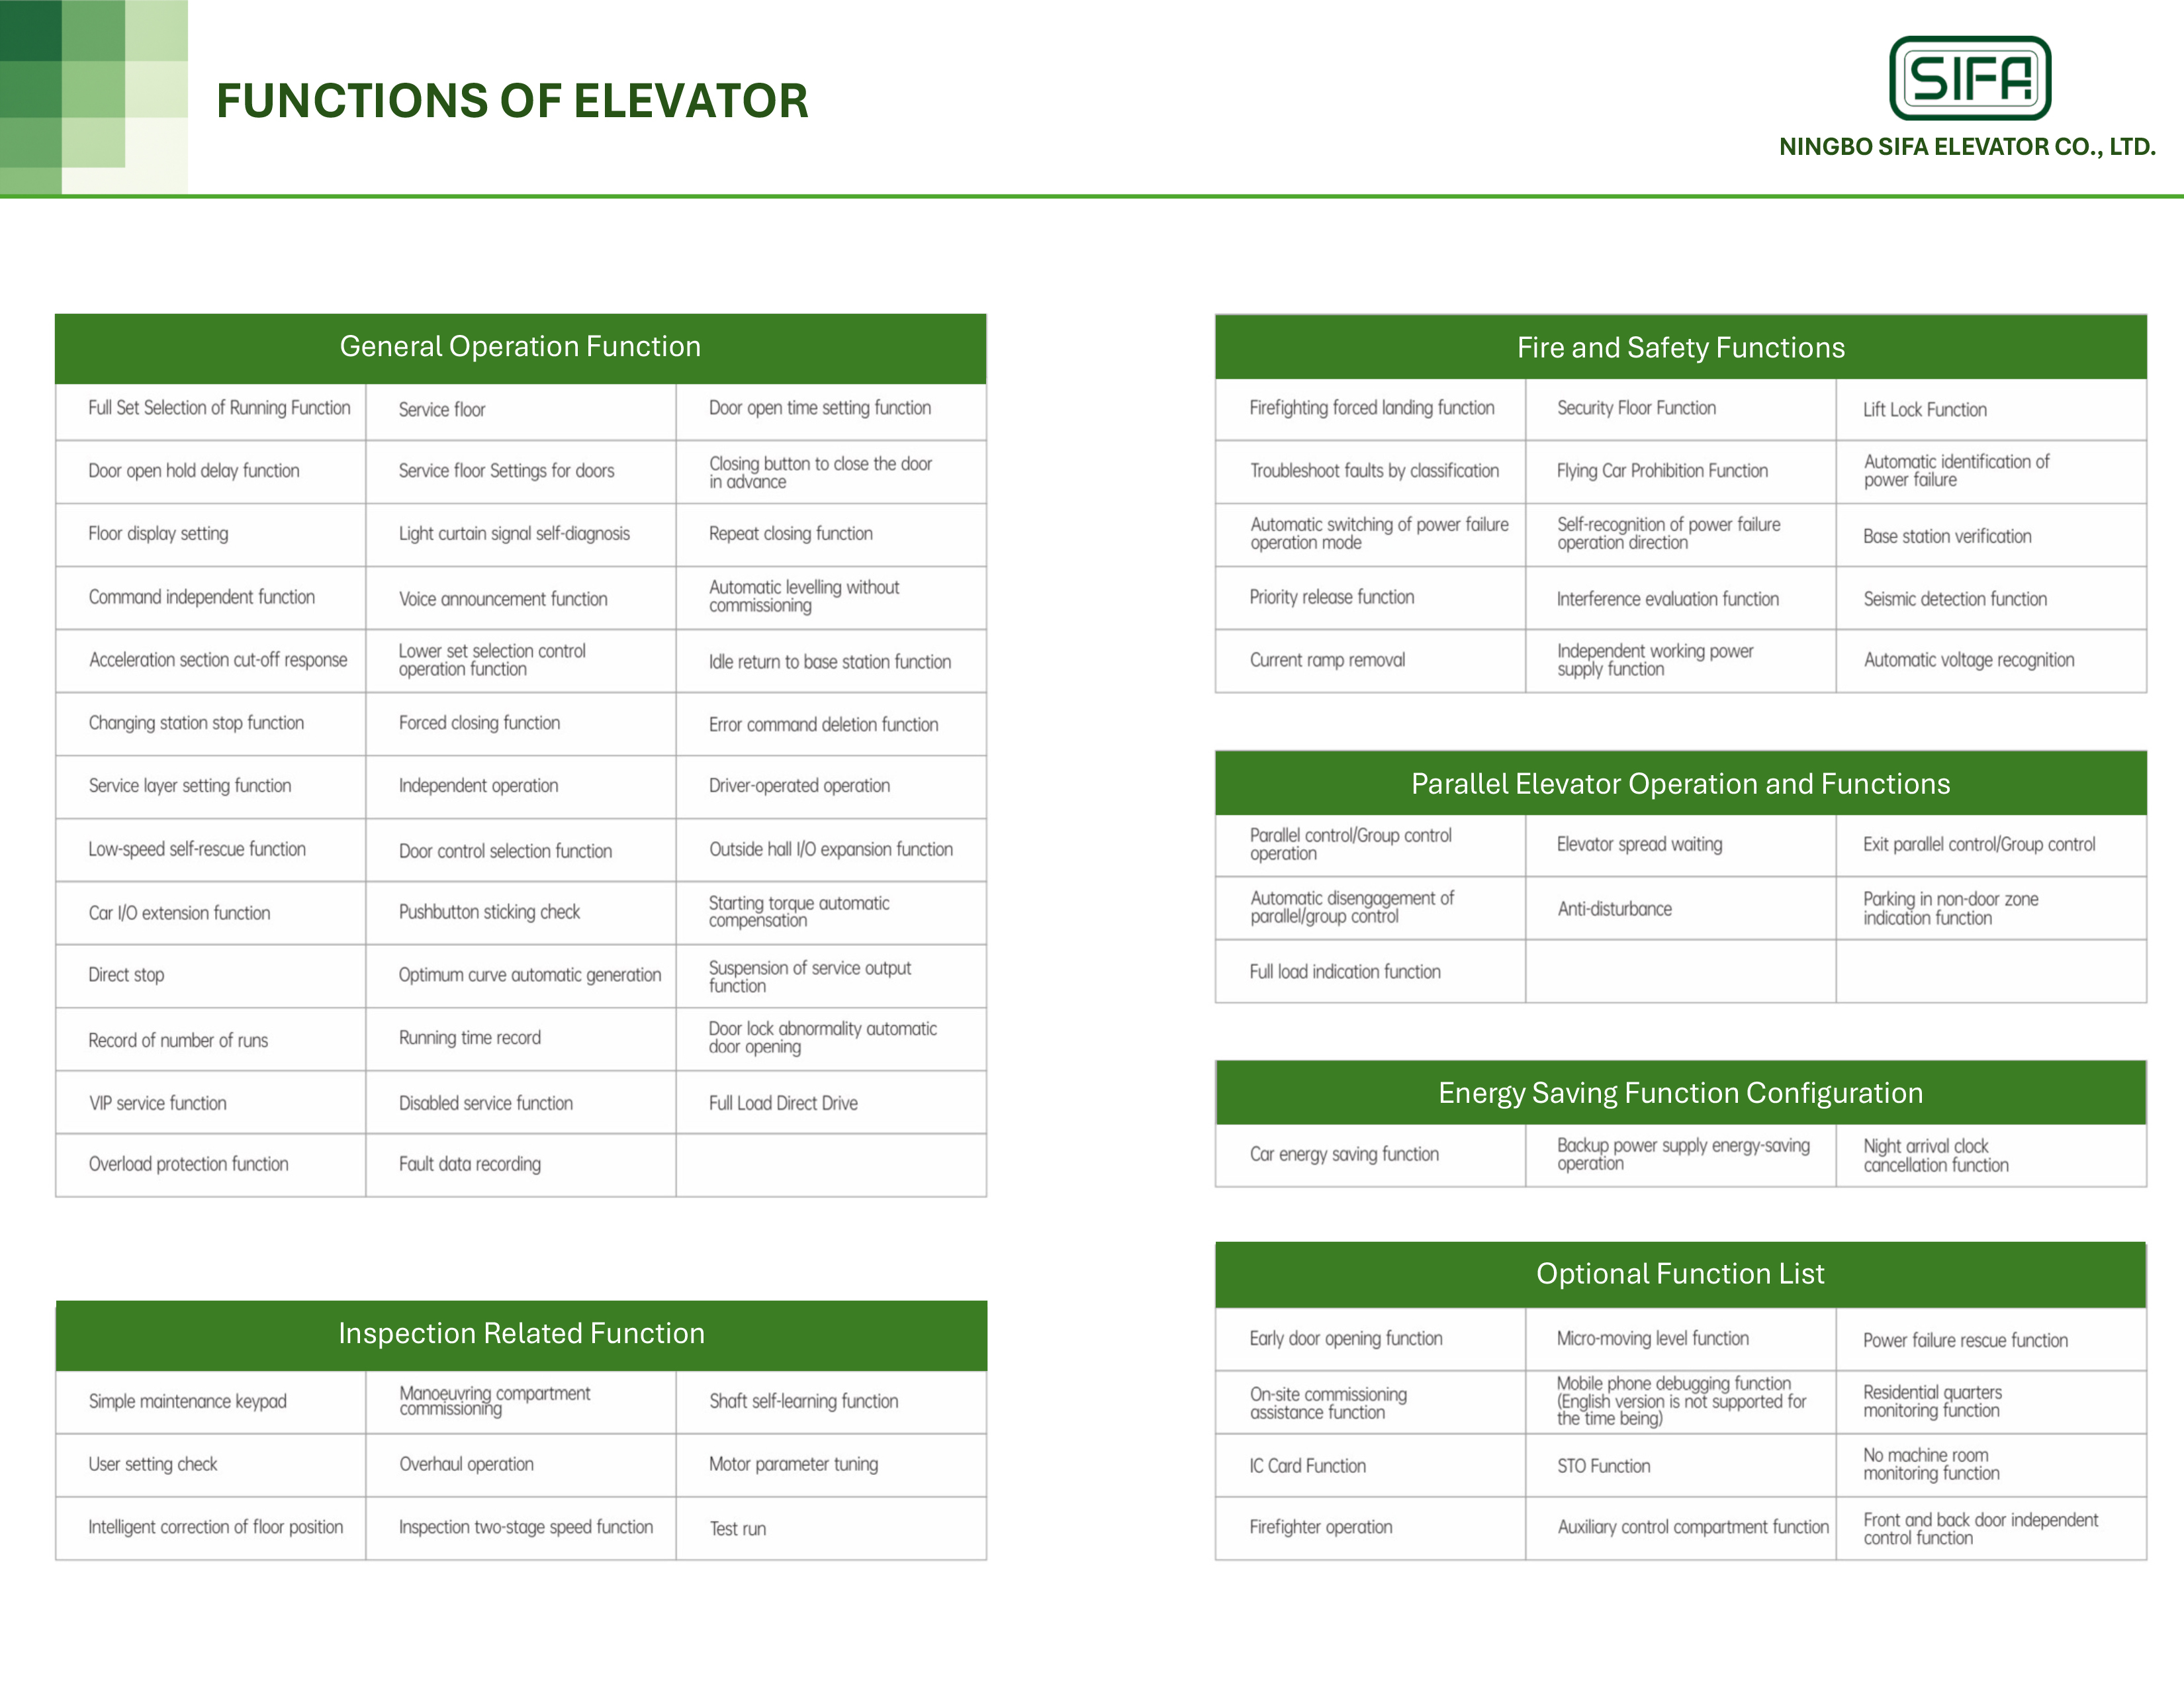 FUNCTIONS OF ELEVATOR
SIFA
NINGBO SIFA ELEVATOR CO., LTD.
General Operation Function
Full Set Selection of Running Function
Service floor
Door open time setting function
Door open hold delay function
Service floor Settings for doors
Closing button to close the door
in advance
Floor display setting
Light curtain signal self-diagnosis
Repeat closing function
Command independent function
Voice announcement function
Automatic levelling without
commissioning
Acceleration section cut-off response
Lower set selection control
operation function
Idle return to base station function
Changing station stop function
Forced closing function
Error command deletion function
Service layer setting function
Independent operation
Driver-operated operation
Low-speed self-rescue function
Door control selection function
Outside hall I/O expansion function
Car I/O extension function
Pushbutton sticking check
Starting torque automatic
compensation
Direct stop
Optimum curve automatic generation
Suspension of service output
function
Record of number of runs
Running time record
Door lock abnormality automatic
door opening
VIP service function
Disabled service function
Full Load Direct Drive
Overload protection function
Fault data recording
Inspection Related Function
Simple maintenance keypad
Manoeuvring compartment
commissioning
Shaft self-learning function
User setting check
Overhaul operation
Motor parameter tuning
Intelligent correction of floor position
Inspection two-stage speed function
Test run
Fire and Safety Functions
Firefighting forced landing function
Security Floor Function
Lift Lock Function
Troubleshoot faults by classification
Flying Car Prohibition Function
Automatic identification of
power failure
Automatic switching of power failure
operation mode
Self-recognition of power failure
operation direction
Base station verification
Priority release function
Interference evaluation function
Seismic detection function
Current ramp removal
Independent working power
supply function
Automatic voltage recognition
Parallel Elevator Operation and Functions
Parallel control/Group control
operation
Elevator spread waiting
Exit parallel control/Group control
Automatic disengagement of
parallel/group control
Anti-disturbance
Parking in non-door zone
indication function
Full load indication function
Energy Saving Function Configuration
Car energy saving function
Backup power supply energy-saving
operation
Night arrival clock
cancellation function
Optional Function List
Early door opening function
Micro-moving level function
Power failure rescue function
On-site commissioning
assistance function
Mobile phone debugging function
(English version is not supported for
the time being)
Residential quarters
monitoring function
IC Card Function
STO Function
No machine room
monitoring function
Firefighter operation
Auxiliary control compartment function
Front and back door independent
control function